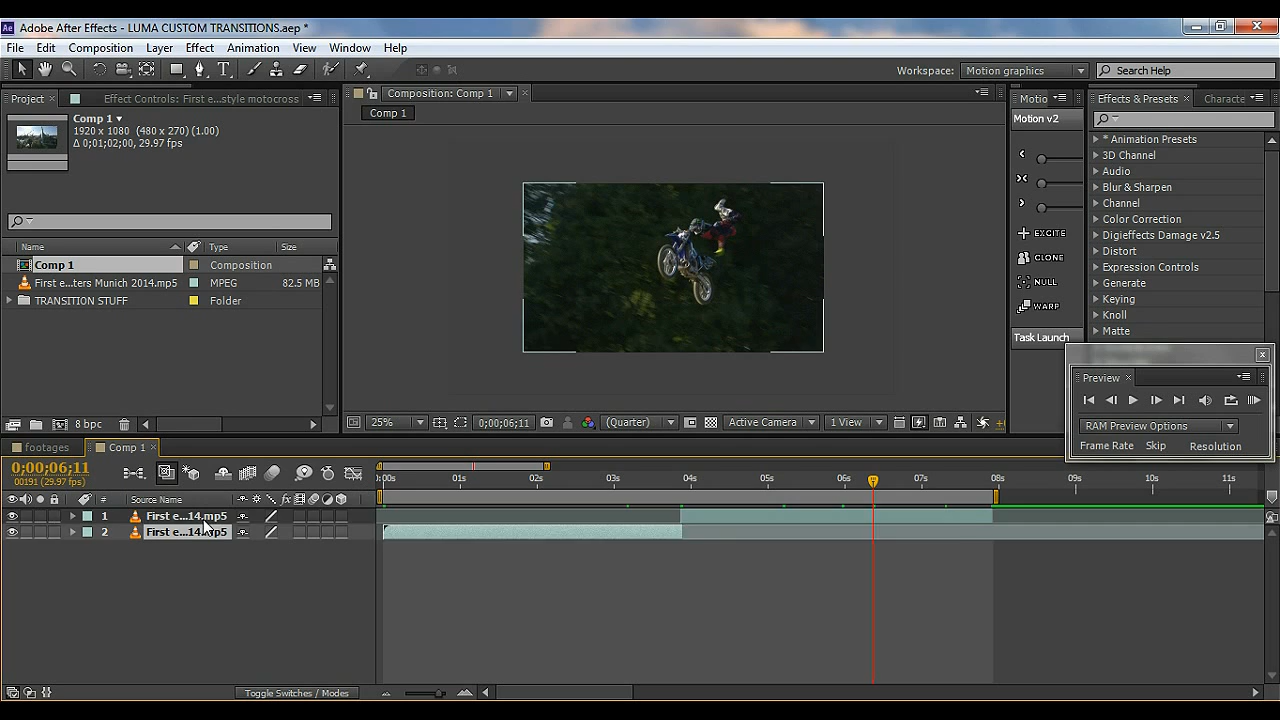 Ae Adobe After Effects - LUMA CUSTOM TRANSITIONS.aep *
File Edit Composition Layer Effect Animation View Window Help
Workspace: Motion graphics Search Help
Project × Effect Controls: First e...style motocross
Composition: Comp 1
Motio
Effects & Presets × Characte
Comp 1
1920 x 1080 (480 x 270) (1.00)
Δ 0;01;02;00, 29.97 fps
Comp 1
Motion v2
EXCITE
CLONE
NULL
WARP
Task Launch
* Animation Presets
3D Channel
Audio
Blur & Sharpen
Channel
Color Correction
Digieffects Damage v2.5
Distort
Expression Controls
Generate
Keying
Knoll
Matte
Name Type Size
Comp 1 Composition
First e...ters Munich 2014.mp5 MPEG 82.5 MB
TRANSITION STUFF Folder
8 bpc
25% 0;00;06;11 (Quarter) Active Camera 1 View
Preview ×
RAM Preview Options
Frame Rate Skip Resolution
footages Comp 1 ×
0;00;06;11
00191 (29.97 fps)
:00s 01s 02s 03s 04s 05s 06s 07s 08s 09s 10s 11s
# Source Name
1 First e...14.mp5
2 First e...14.mp5
Toggle Switches / Modes